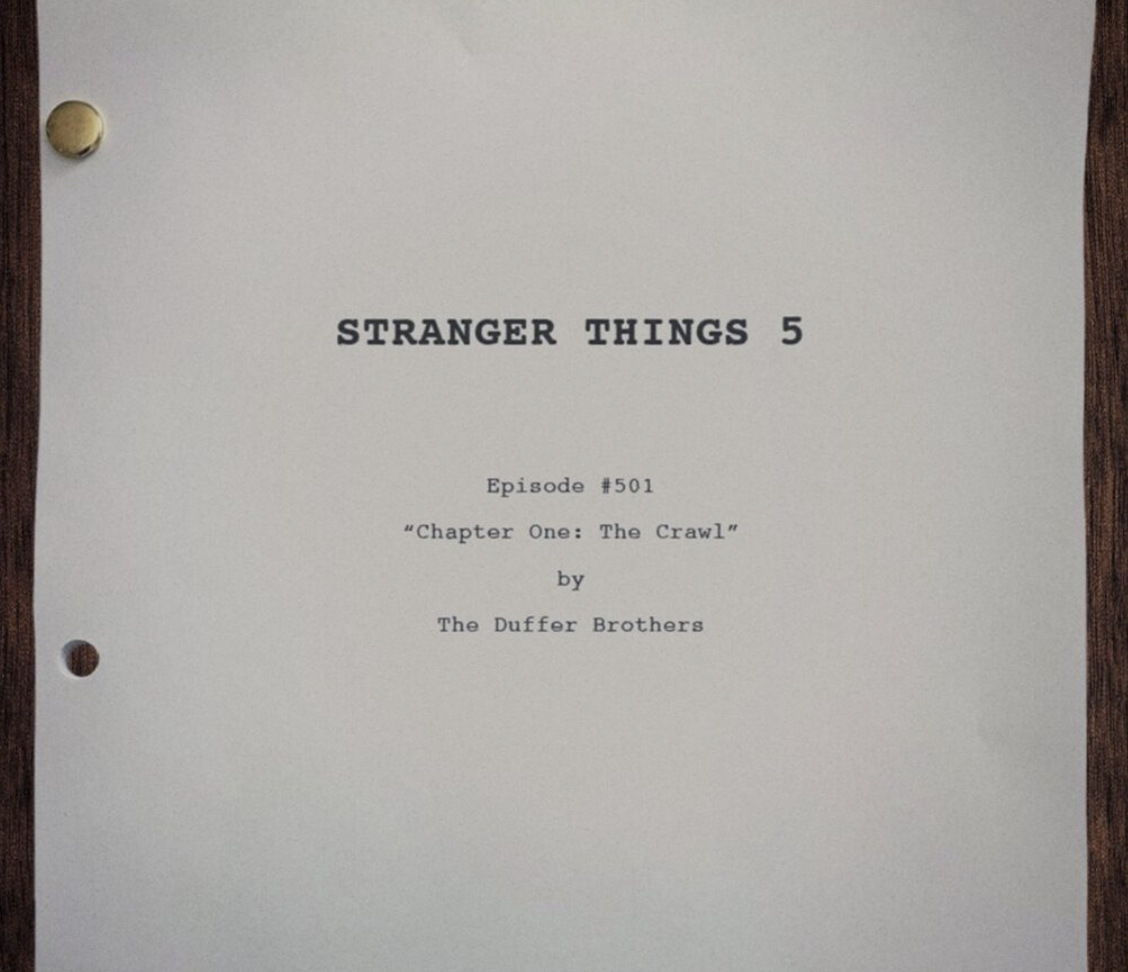 STRANGER THINGS 5
Episode #501
“Chapter One: The Crawl”
by
The Duffer Brothers